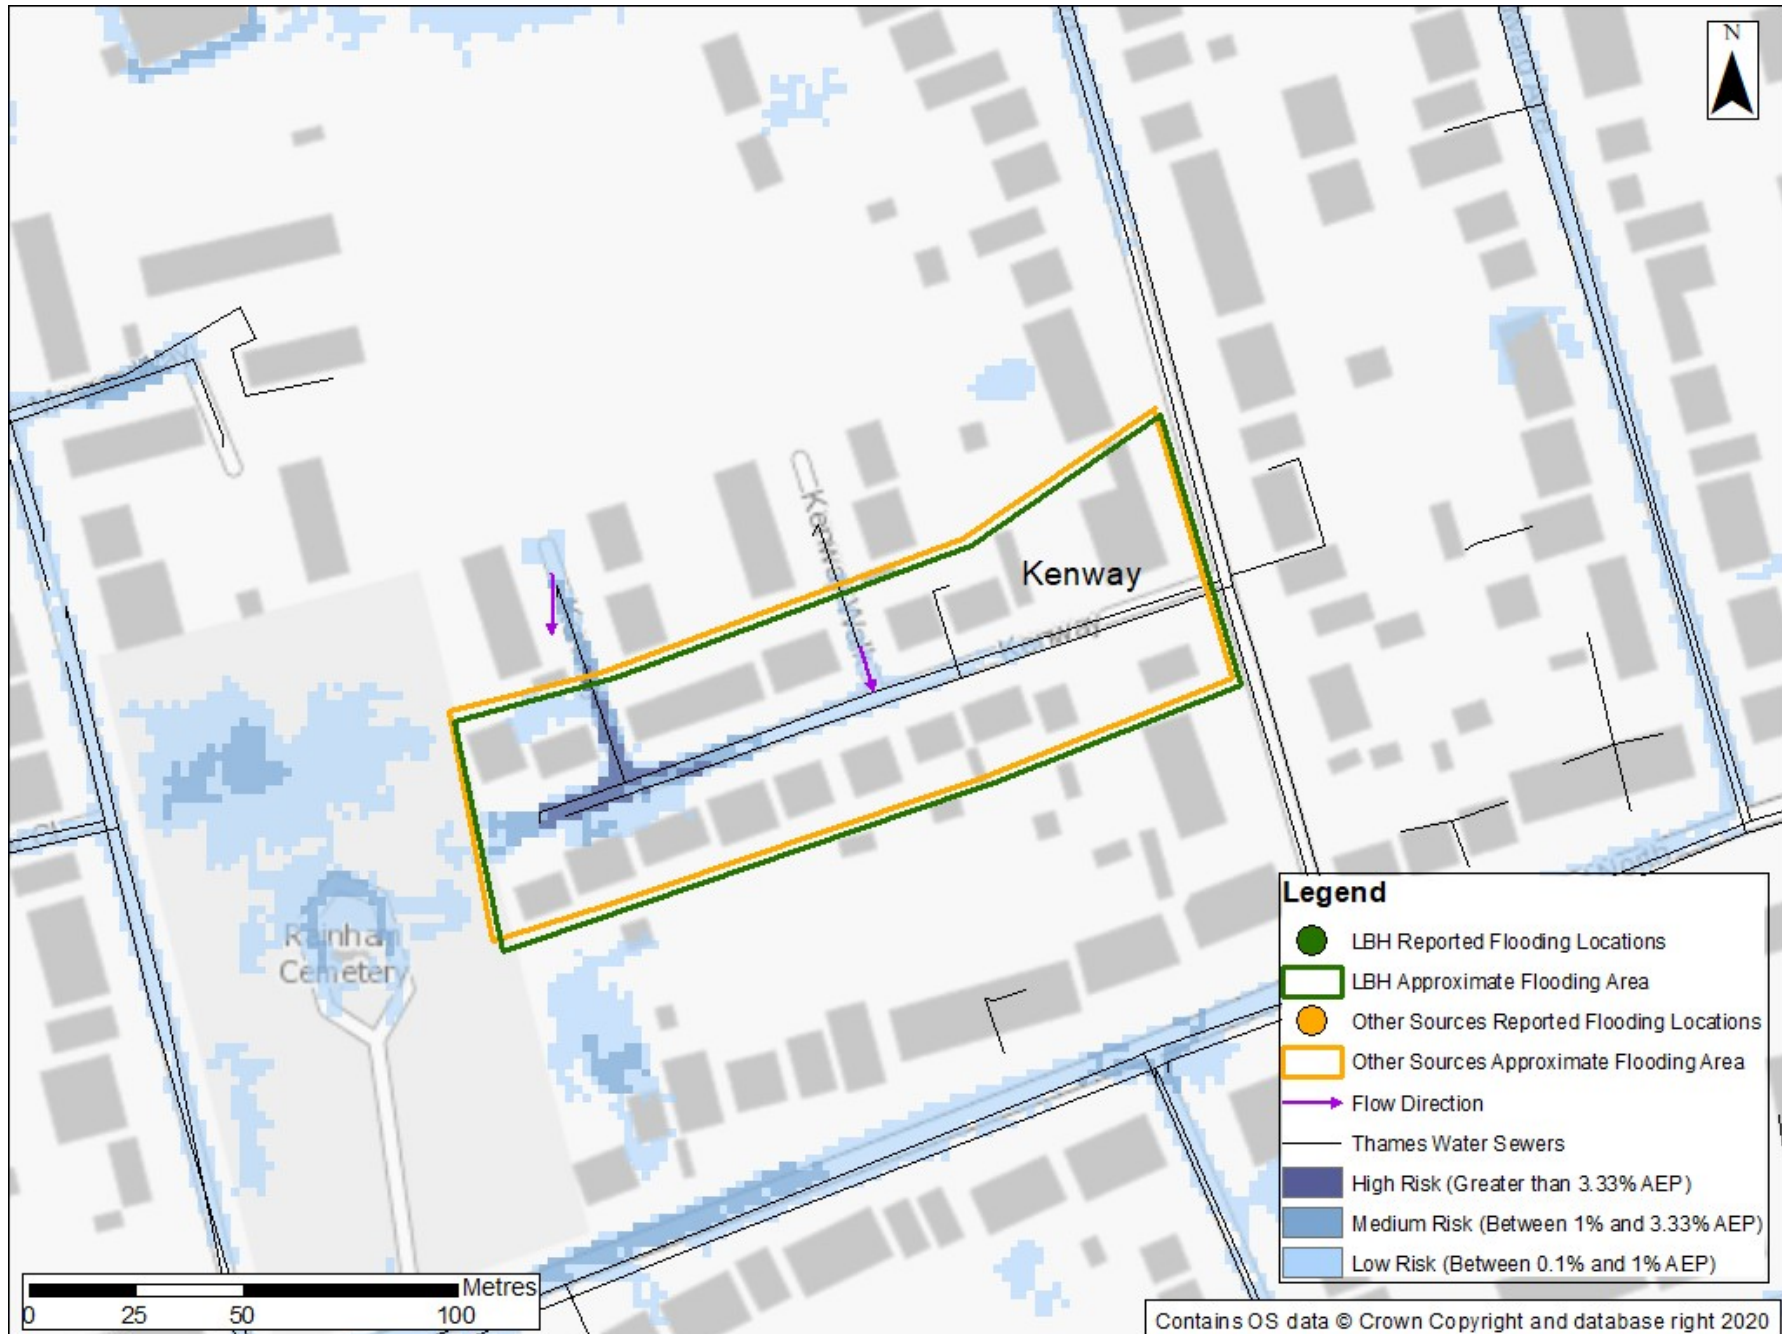 N
Kenway
Kenway Walk
Kenway
Rainham
Cemetery
Legend
LBH Reported Flooding Locations
LBH Approximate Flooding Area
Other Sources Reported Flooding Locations
Other Sources Approximate Flooding Area
Flow Direction
Thames Water Sewers
High Risk (Greater than 3.33% AEP)
Medium Risk (Between 1% and 3.33% AEP)
Low Risk (Between 0.1% and 1% AEP)
Metres
0 25 50 100
Contains OS data © Crown Copyright and database right 2020